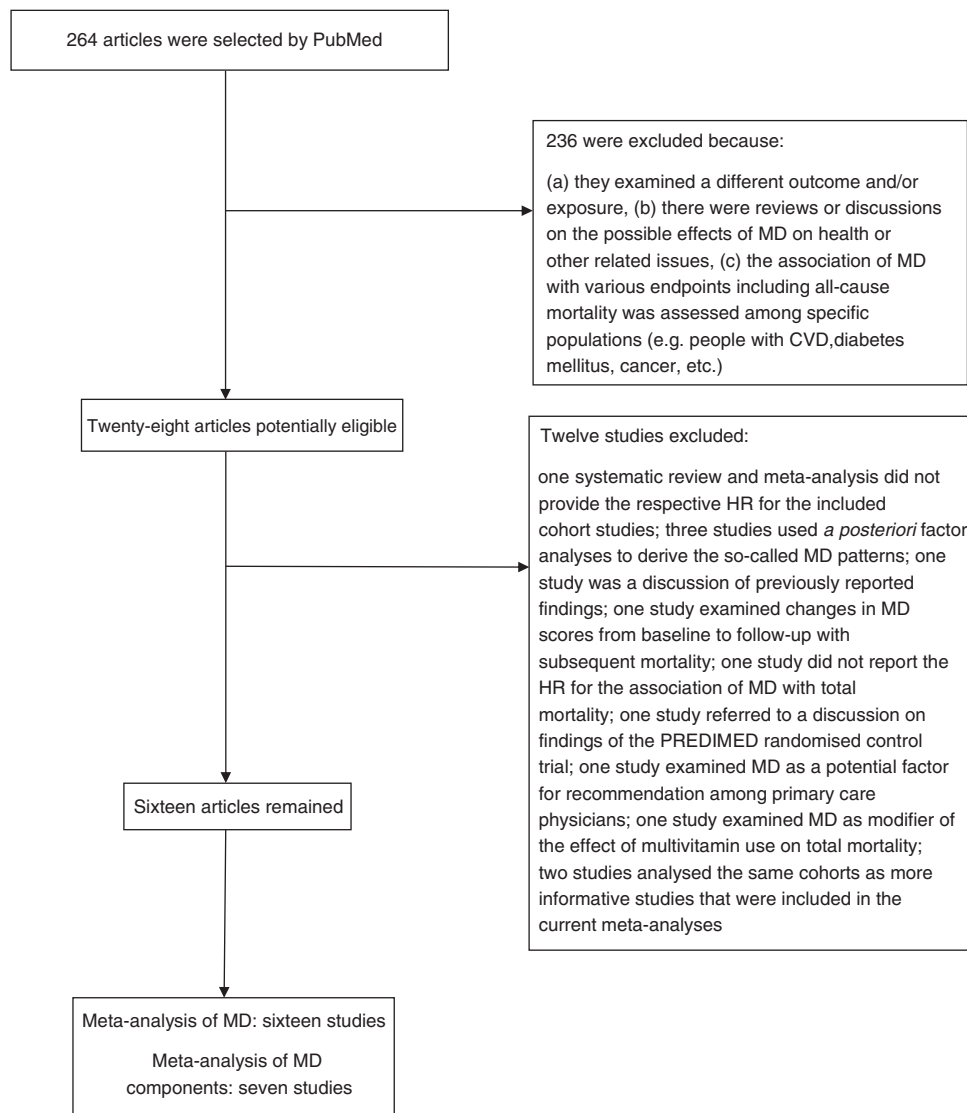 264 articles were selected by PubMed
236 were excluded because:
(a) they examined a different outcome and/or
exposure, (b) there were reviews or discussions
on the possible effects of MD on health or
other related issues, (c) the association of MD
with various endpoints including all-cause
mortality was assessed among specific
populations (e.g. people with CVD,diabetes
mellitus, cancer, etc.)
Twenty-eight articles potentially eligible
Twelve studies excluded:
one systematic review and meta-analysis did not
provide the respective HR for the included
cohort studies; three studies used a posteriori factor
analyses to derive the so-called MD patterns; one
study was a discussion of previously reported
findings; one study examined changes in MD
scores from baseline to follow-up with
subsequent mortality; one study did not report the
HR for the association of MD with total
mortality; one study referred to a discussion on
findings of the PREDIMED randomised control
trial; one study examined MD as a potential factor
for recommendation among primary care
physicians; one study examined MD as modifier of
the effect of multivitamin use on total mortality;
two studies analysed the same cohorts as more
informative studies that were included in the
current meta-analyses
Sixteen articles remained
Meta-analysis of MD: sixteen studies
Meta-analysis of MD
components: seven studies